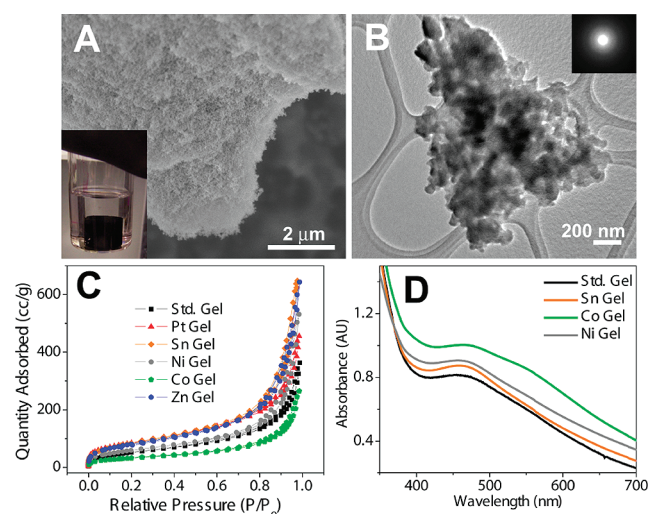 A
2 μm
B
200 nm
C
Quantity Adsorbed (cc/g)
600
400
200
0
Std. Gel
Pt Gel
Sn Gel
Ni Gel
Co Gel
Zn Gel
0.0 0.2 0.4 0.6 0.8 1.0
Relative Pressure (P/P₀)
D
Absorbance (AU)
1.2
0.8
0.4
Std. Gel
Sn Gel
Co Gel
Ni Gel
400 500 600 700
Wavelength (nm)